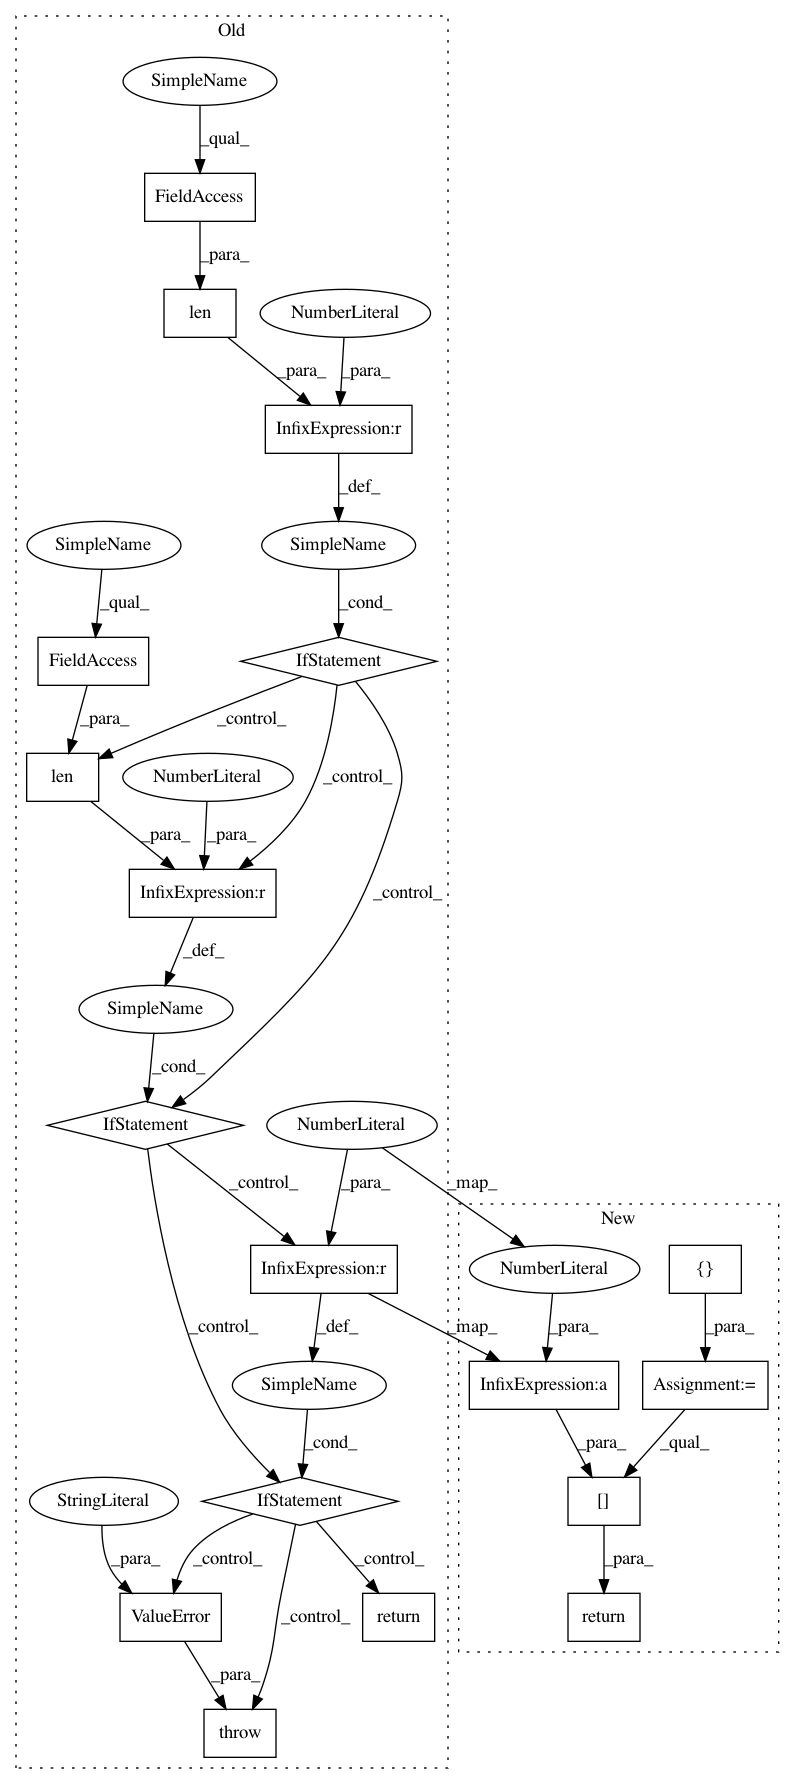 Old
SimpleName
_qual_
FieldAccess
_para_
len
NumberLiteral
_para_
_para_
InfixExpression:r
_def_
SimpleName
SimpleName
_qual_
_cond_
FieldAccess
IfStatement
_para_
_control_
len
NumberLiteral
_control_
_para_
_para_
InfixExpression:r
_control_
_def_
SimpleName
_cond_
IfStatement
NumberLiteral
_control_
_para_
_map_
New
InfixExpression:r
NumberLiteral
{}
_control_
_def_
_map_
_para_
_para_
SimpleName
InfixExpression:a
Assignment:=
_cond_
_para_
_qual_
StringLiteral
IfStatement
[]
_para_
_control_
_control_
_para_
ValueError
_control_
return
return
_para_
throw